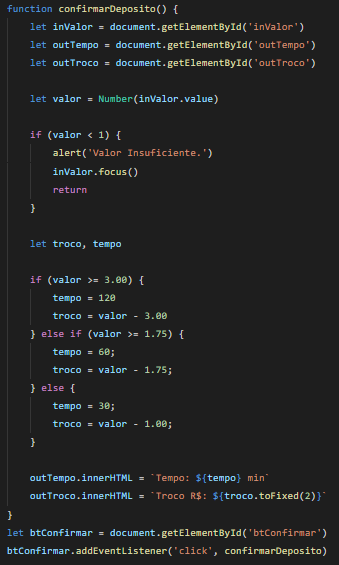 function confirmarDeposito() {
    let inValor = document.getElementById('inValor')
    let outTempo = document.getElementById('outTempo')
    let outTroco = document.getElementById('outTroco')

    let valor = Number(inValor.value)

    if (valor < 1) {
        alert('Valor Insuficiente.')
        inValor.focus()
        return
    }

    let troco, tempo

    if (valor >= 3.00) {
        tempo = 120
        troco = valor - 3.00
    } else if (valor >= 1.75) {
        tempo = 60;
        troco = valor - 1.75;
    } else {
        tempo = 30;
        troco = valor - 1.00;
    }

    outTempo.innerHTML = `Tempo: ${tempo} min`
    outTroco.innerHTML = `Troco R$: ${troco.toFixed(2)}`
}
let btConfirmar = document.getElementById('btConfirmar')
btConfirmar.addEventListener('click', confirmarDeposito)